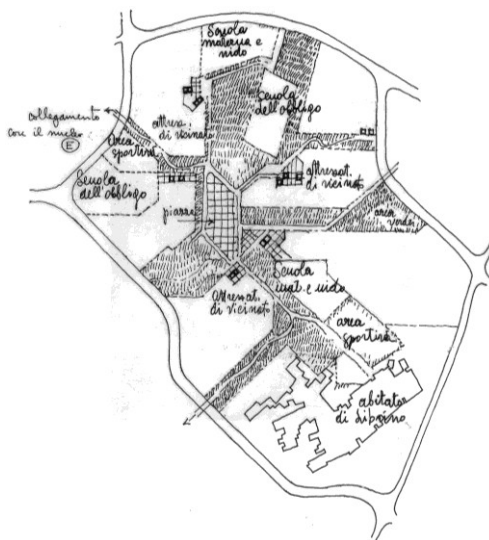 Scuola
materna e
nido
Scuola
dell'obbligo
collegamento
con il nucleo
E
Area
sportiva
attrez.
di vicinato
Scuola
dell'obbligo
attrezzat.
di vicinato
piazza
area
verde
Scuola
mat. e nido
Attrezzat.
di vicinato
area
sportiva
abitato
di